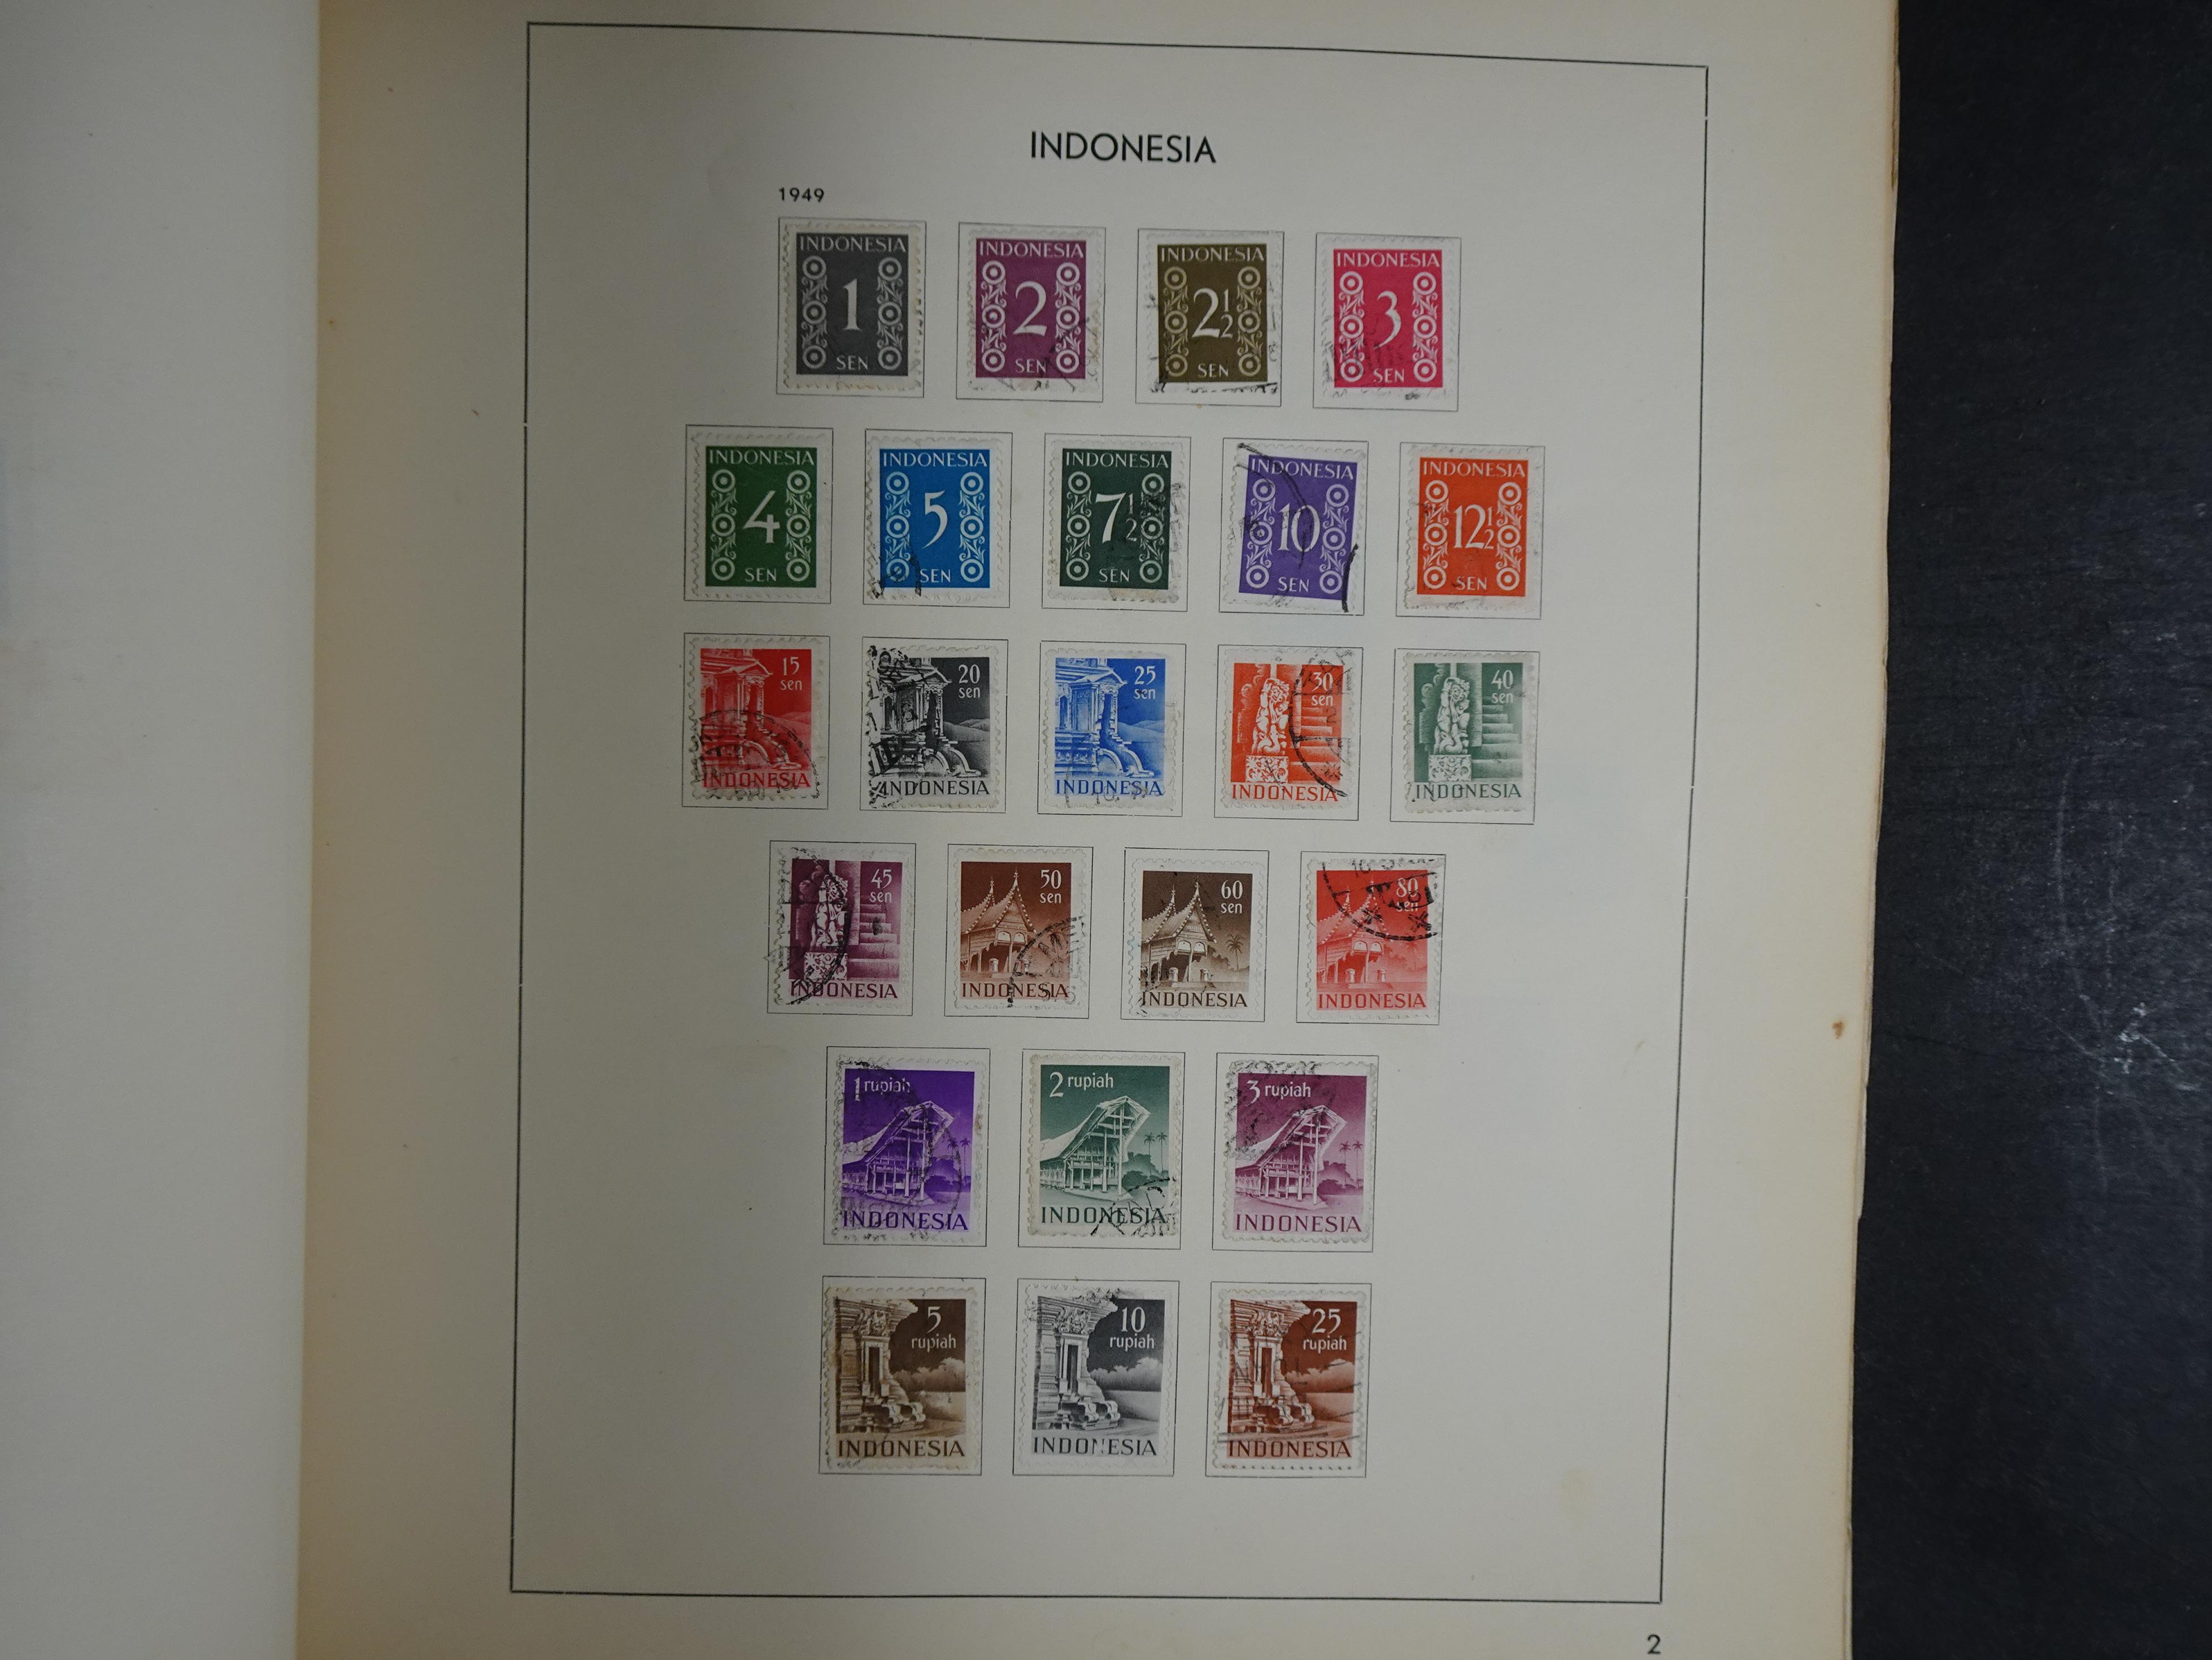 INDONESIA
1949
INDONESIA
1
SEN
INDONESIA
2
SEN
INDONESIA
2½
SEN
INDONESIA
3
SEN
INDONESIA
4
SEN
INDONESIA
5
SEN
INDONESIA
7½
SEN
INDONESIA
10
SEN
INDONESIA
12½
SEN
15
sen
INDONESIA
20
sen
INDONESIA
25
sen
INDONESIA
30
sen
INDONESIA
40
sen
INDONESIA
45
sen
INDONESIA
50
sen
INDONESIA
60
sen
INDONESIA
80
sen
INDONESIA
1 rupiah
INDONESIA
2 rupiah
INDONESIA
3 rupiah
INDONESIA
5
rupiah
INDONESIA
10
rupiah
INDONESIA
25
rupiah
INDONESIA
2